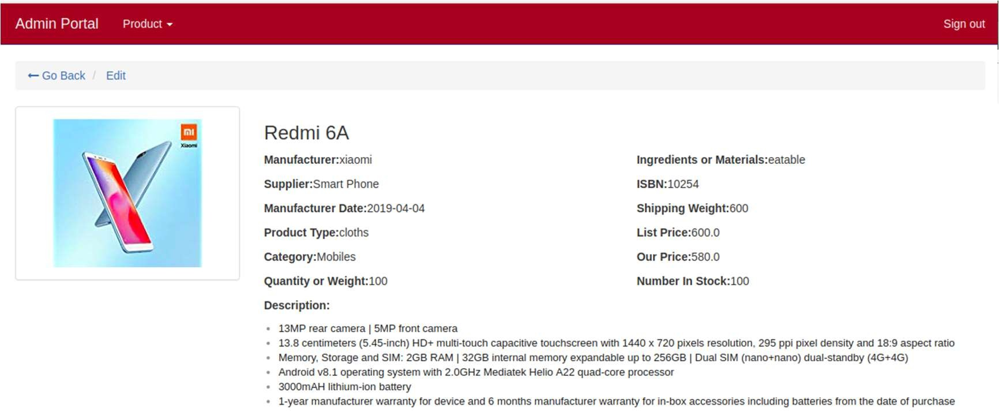 Admin Portal Product Sign out
Go Back / Edit
mi
Xiaomi
Redmi 6A
Manufacturer:xiaomi
Ingredients or Materials:eatable
Supplier:Smart Phone
ISBN:10254
Manufacturer Date:2019-04-04
Shipping Weight:600
Product Type:cloths
List Price:600.0
Category:Mobiles
Our Price:580.0
Quantity or Weight:100
Number In Stock:100
Description:
• 13MP rear camera | 5MP front camera
• 13.8 centimeters (5.45-inch) HD+ multi-touch capacitive touchscreen with 1440 x 720 pixels resolution, 295 ppi pixel density and 18:9 aspect ratio
• Memory, Storage and SIM: 2GB RAM | 32GB internal memory expandable up to 256GB | Dual SIM (nano+nano) dual-standby (4G+4G)
• Android v8.1 operating system with 2.0GHz Mediatek Helio A22 quad-core processor
• 3000mAH lithium-ion battery
• 1-year manufacturer warranty for device and 6 months manufacturer warranty for in-box accessories including batteries from the date of purchase